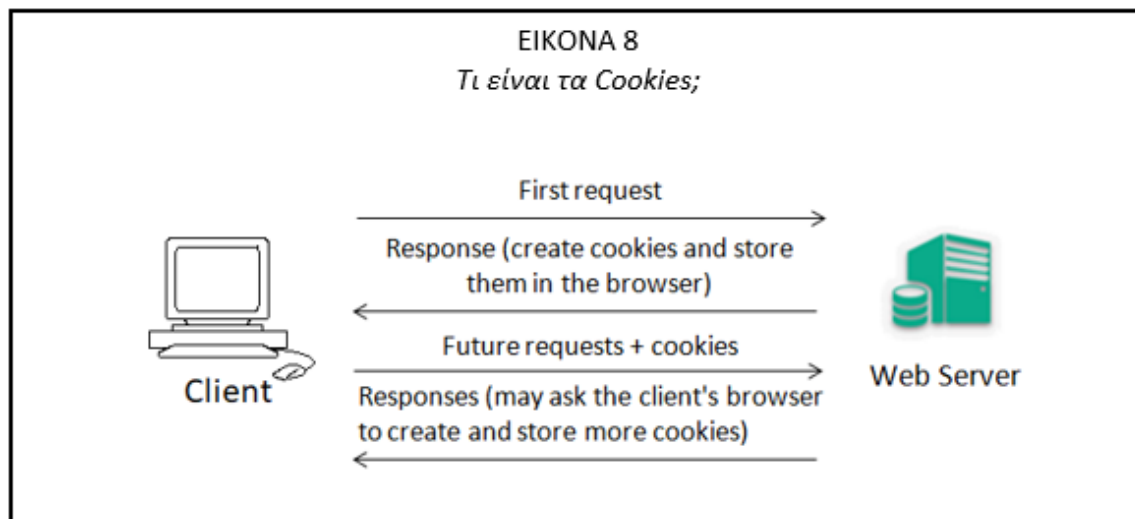 ΕΙΚΟΝΑ 8
Τι είναι τα Cookies;
First request
Response (create cookies and store
them in the browser)
Future requests + cookies
Responses (may ask the client's browser
to create and store more cookies)
Client
Web Server